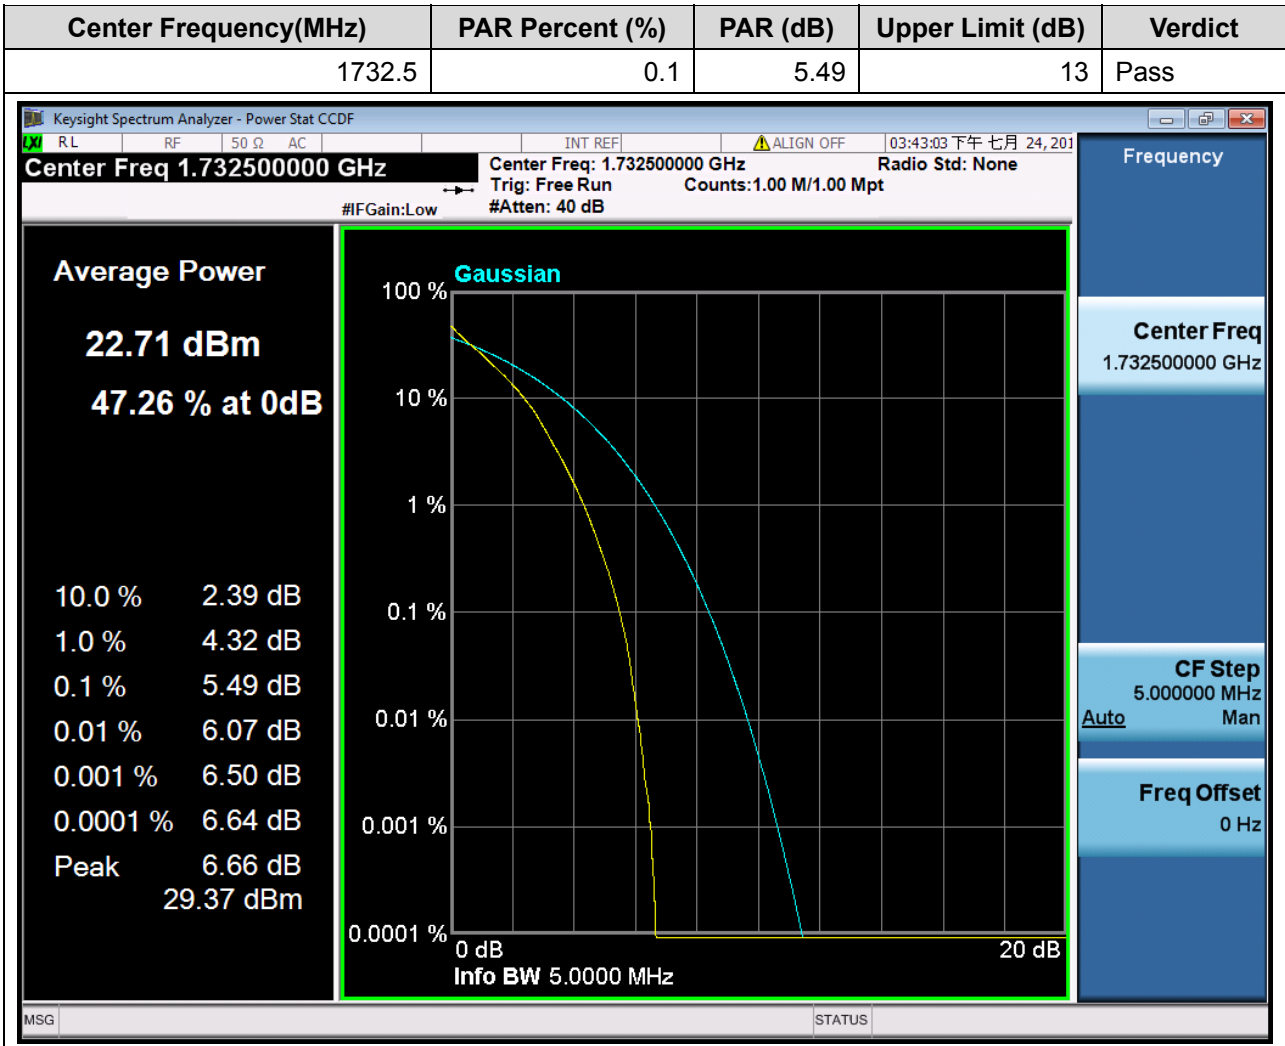 Center Frequency(MHz) PAR Percent (%) PAR (dB) Upper Limit (dB) Verdict
1732.5 0.1 5.49 13 Pass
Keysight Spectrum Analyzer - Power Stat CCDF
LXI RL RF 50 Ω AC INT REF ALIGN OFF 03:43:03 下午 七月 24, 201
Center Freq 1.732500000 GHz
Center Freq: 1.732500000 GHz Radio Std: None
Trig: Free Run Counts:1.00 M/1.00 Mpt
#IFGain:Low #Atten: 40 dB
Average Power
22.71 dBm
47.26 % at 0dB
10.0 % 2.39 dB
1.0 % 4.32 dB
0.1 % 5.49 dB
0.01 % 6.07 dB
0.001 % 6.50 dB
0.0001 % 6.64 dB
Peak 6.66 dB
29.37 dBm
Gaussian
100 %
10 %
1 %
0.1 %
0.01 %
0.001 %
0.0001 %
0 dB 20 dB
Info BW 5.0000 MHz
Frequency
Center Freq
1.732500000 GHz
CF Step
5.000000 MHz
Auto Man
Freq Offset
0 Hz
MSG STATUS